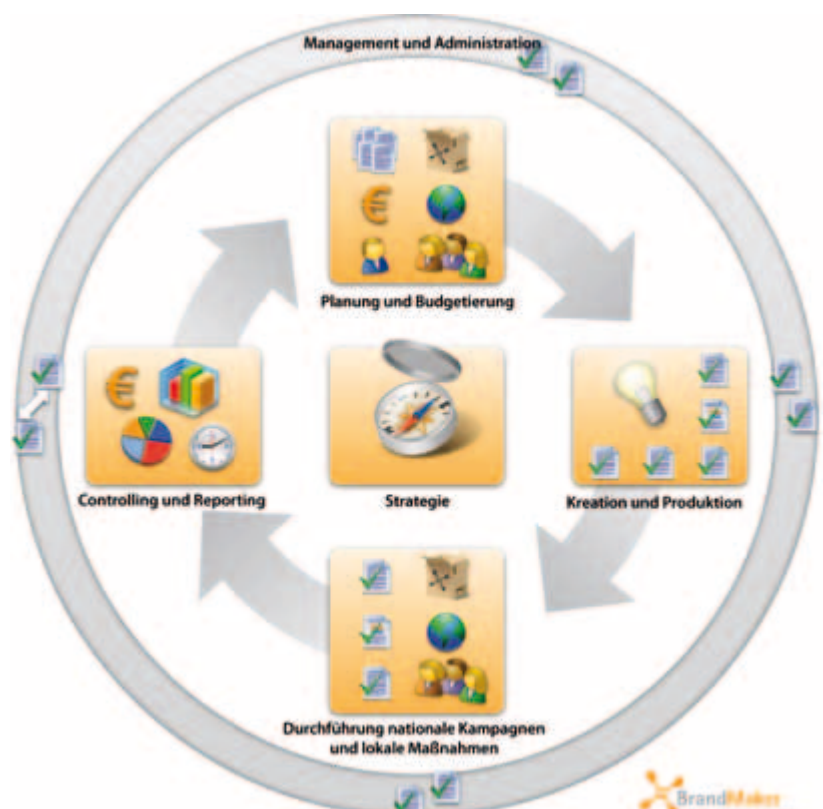 Management und Administration
Planung und Budgetierung
Controlling und Reporting
Strategie
Kreation und Produktion
Durchführung nationale Kampagnen
und lokale Maßnahmen
BrandMaker